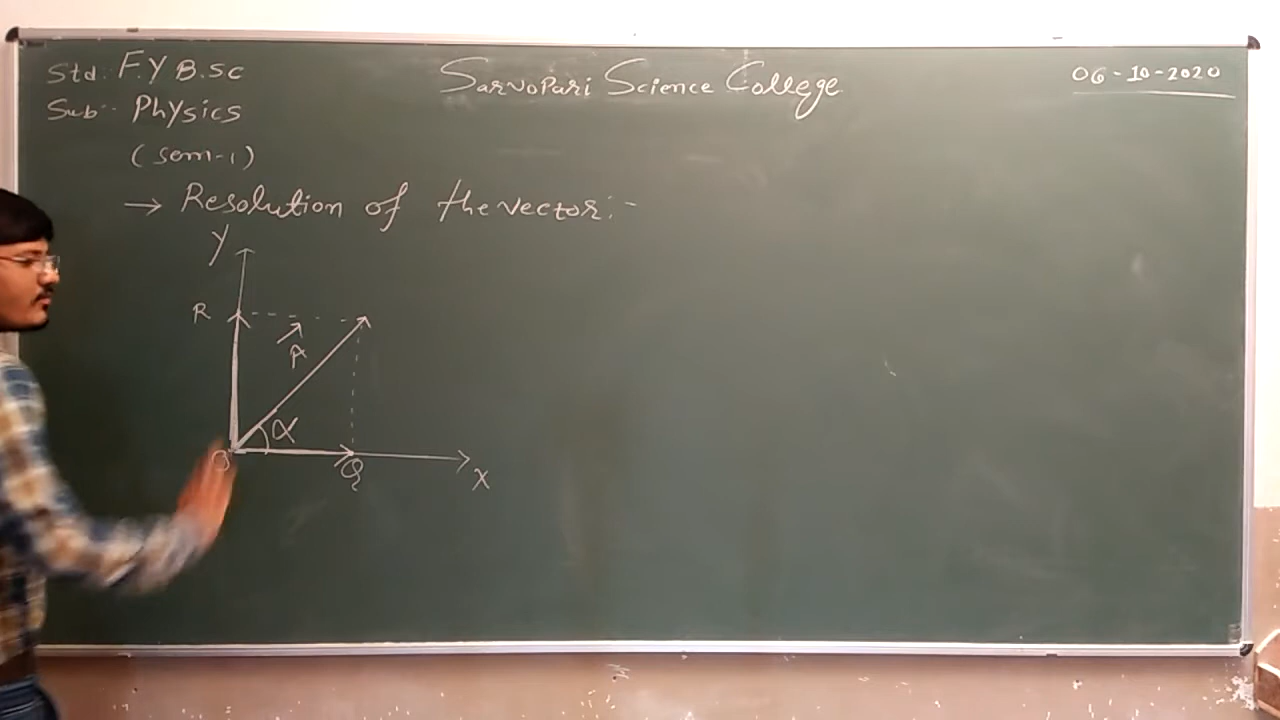 Std: F.Y B.Sc
Sarvopari Science College
06-10-2020
Sub:- Physics
(Sem-1)
→ Resolution of the vector:-
Y
R
A
α
O
Q
X